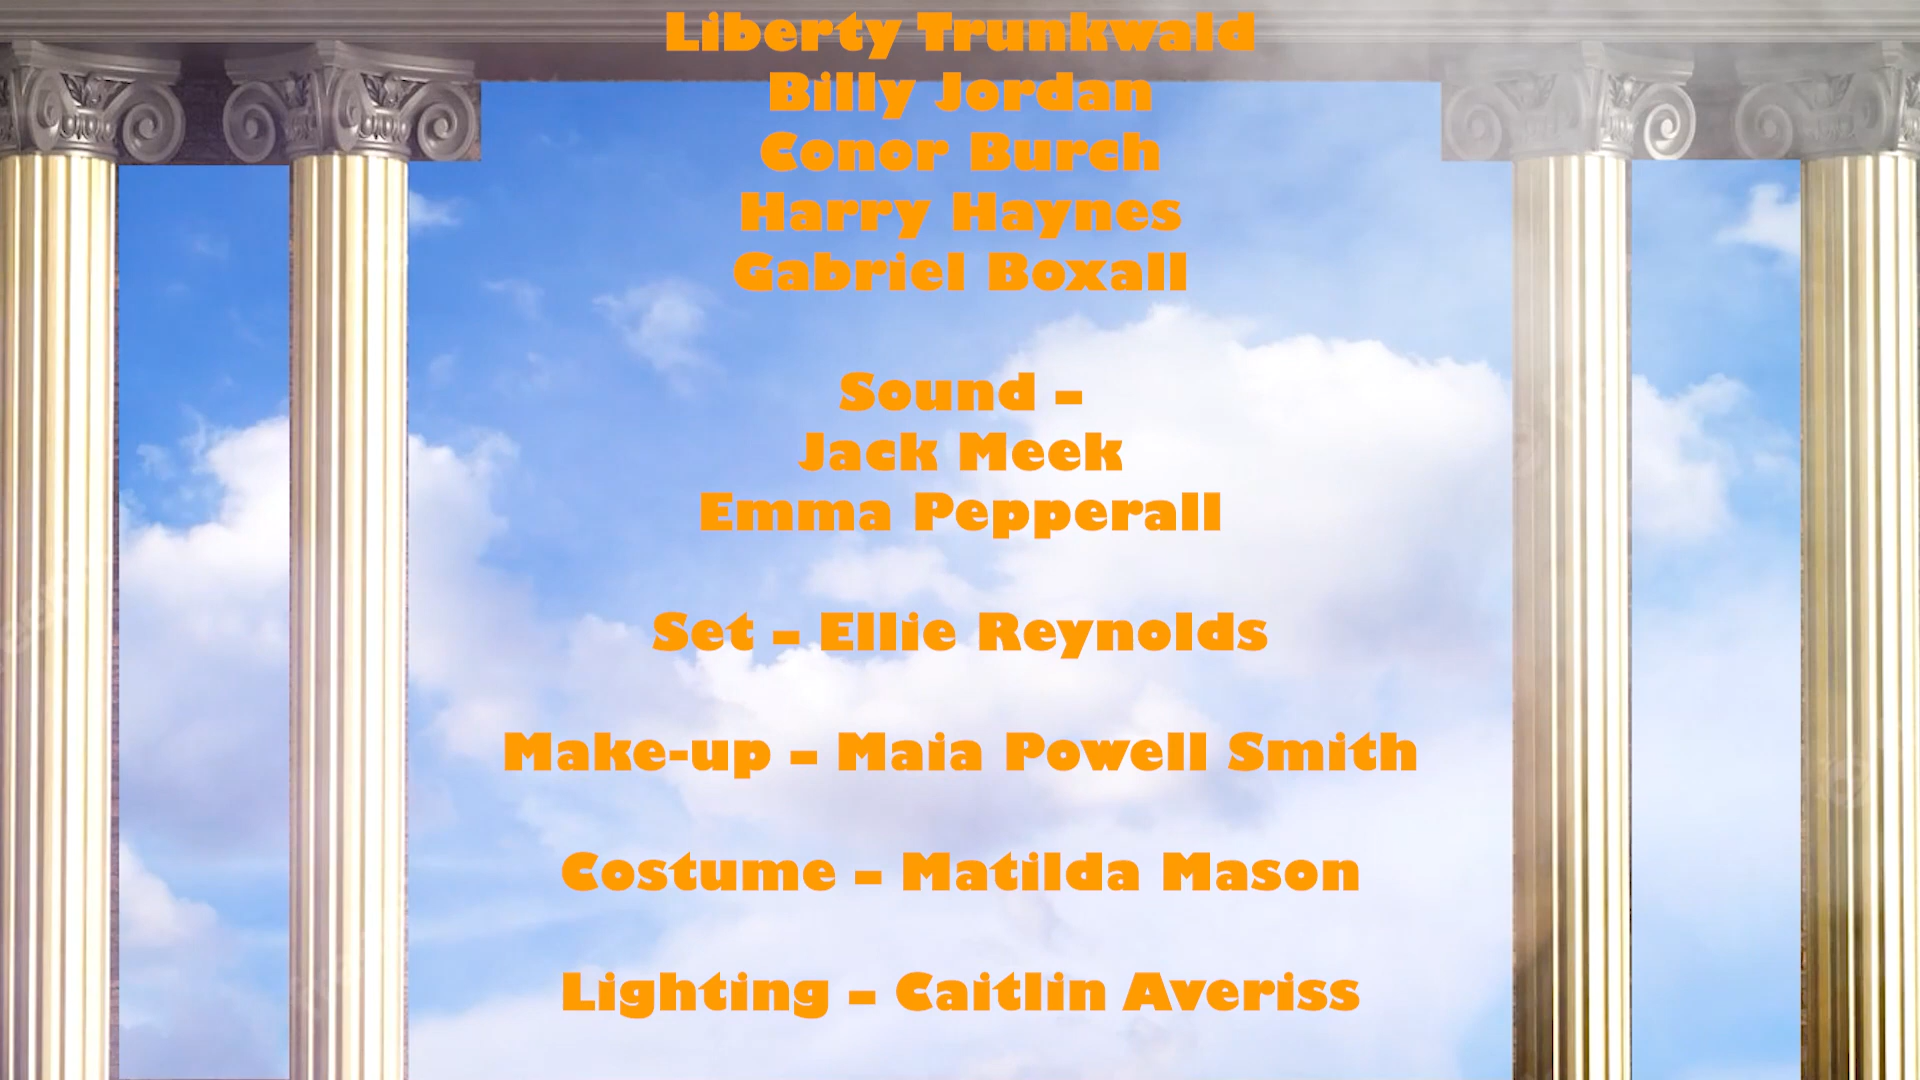 Liberty Trunkwald
Billy Jordan
Conor Burch
Harry Haynes
Gabriel Boxall
Sound –
Jack Meek
Emma Pepperall
Set – Ellie Reynolds
Make-up – Maia Powell Smith
Costume – Matilda Mason
Lighting – Caitlin Averiss